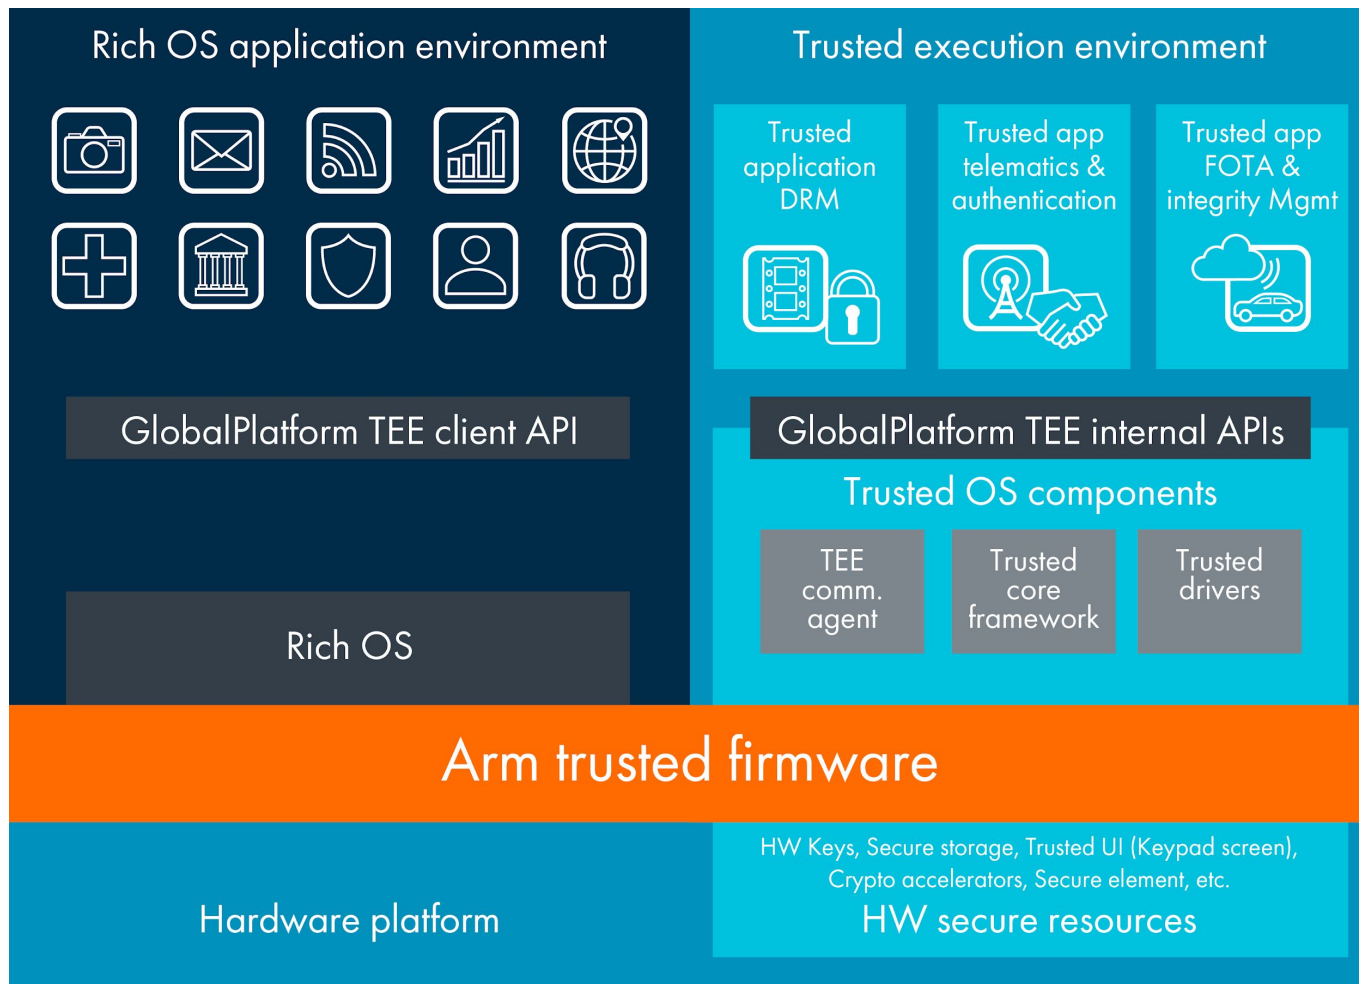 Rich OS application environment
Trusted execution environment
Trusted
application
DRM
Trusted app
telematics &
authentication
Trusted app
FOTA &
integrity Mgmt
GlobalPlatform TEE client API
GlobalPlatform TEE internal APIs
Trusted OS components
TEE
comm.
agent
Trusted
core
framework
Trusted
drivers
Rich OS
Arm trusted firmware
Hardware platform
HW Keys, Secure storage, Trusted UI (Keypad screen),
Crypto accelerators, Secure element, etc.
HW secure resources